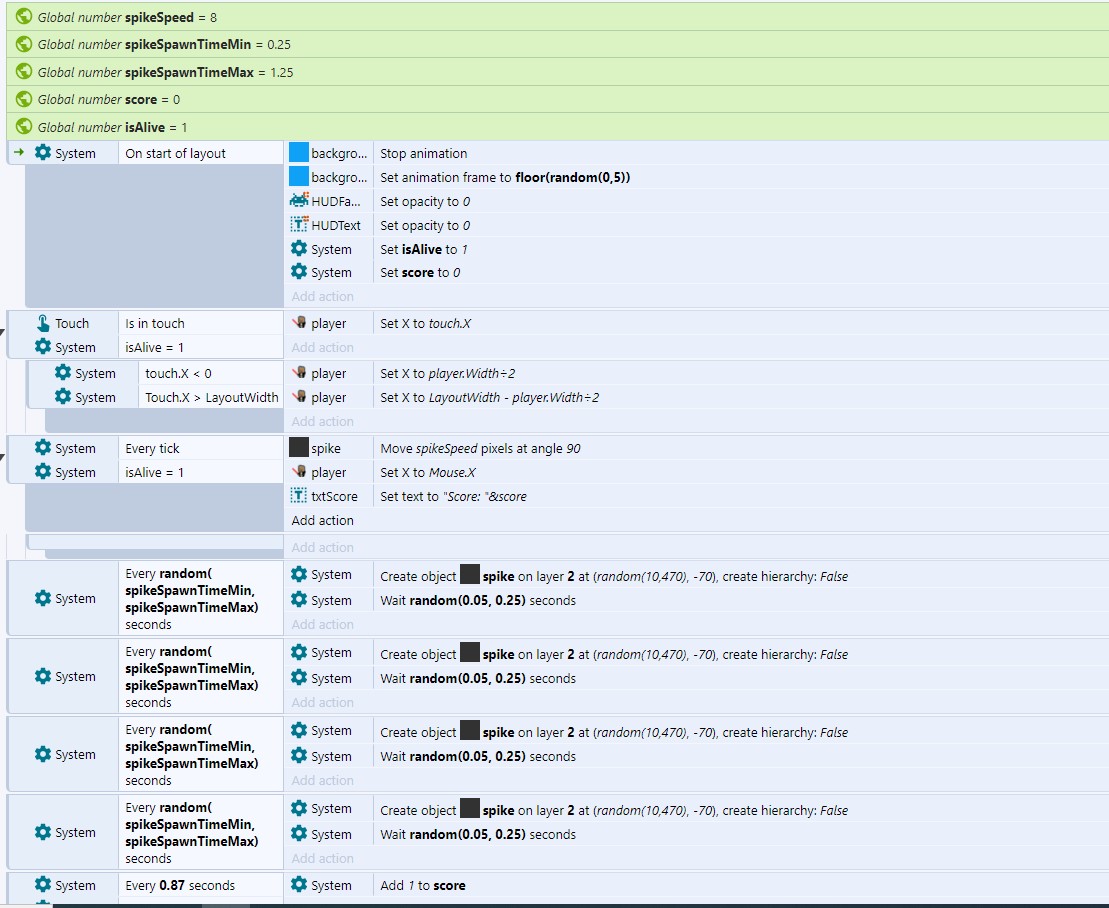 Global number spikeSpeed = 8
Global number spikeSpawnTimeMin = 0.25
Global number spikeSpawnTimeMax = 1.25
Global number score = 0
Global number isAlive = 1
System On start of layout backgro... Stop animation
backgro... Set animation frame to floor(random(0,5))
HUDFa... Set opacity to 0
HUDText Set opacity to 0
System Set isAlive to 1
System Set score to 0
Add action
Touch Is in touch player Set X to touch.X
System isAlive = 1 Add action
System touch.X < 0 player Set X to player.Width÷2
System Touch.X > LayoutWidth player Set X to LayoutWidth - player.Width÷2
Add action
System Every tick spike Move spikeSpeed pixels at angle 90
System isAlive = 1 player Set X to Mouse.X
txtScore Set text to "Score: "&score
Add action
Add action
System Every random(
spikeSpawnTimeMin,
spikeSpawnTimeMax)
seconds
System Create object spike on layer 2 at (random(10,470), -70), create hierarchy: False
System Wait random(0.05, 0.25) seconds
Add action
System Every random(
spikeSpawnTimeMin,
spikeSpawnTimeMax)
seconds
System Create object spike on layer 2 at (random(10,470), -70), create hierarchy: False
System Wait random(0.05, 0.25) seconds
Add action
System Every random(
spikeSpawnTimeMin,
spikeSpawnTimeMax)
seconds
System Create object spike on layer 2 at (random(10,470), -70), create hierarchy: False
System Wait random(0.05, 0.25) seconds
Add action
System Every random(
spikeSpawnTimeMin,
spikeSpawnTimeMax)
seconds
System Create object spike on layer 2 at (random(10,470), -70), create hierarchy: False
System Wait random(0.05, 0.25) seconds
Add action
System Every 0.87 seconds System Add 1 to score